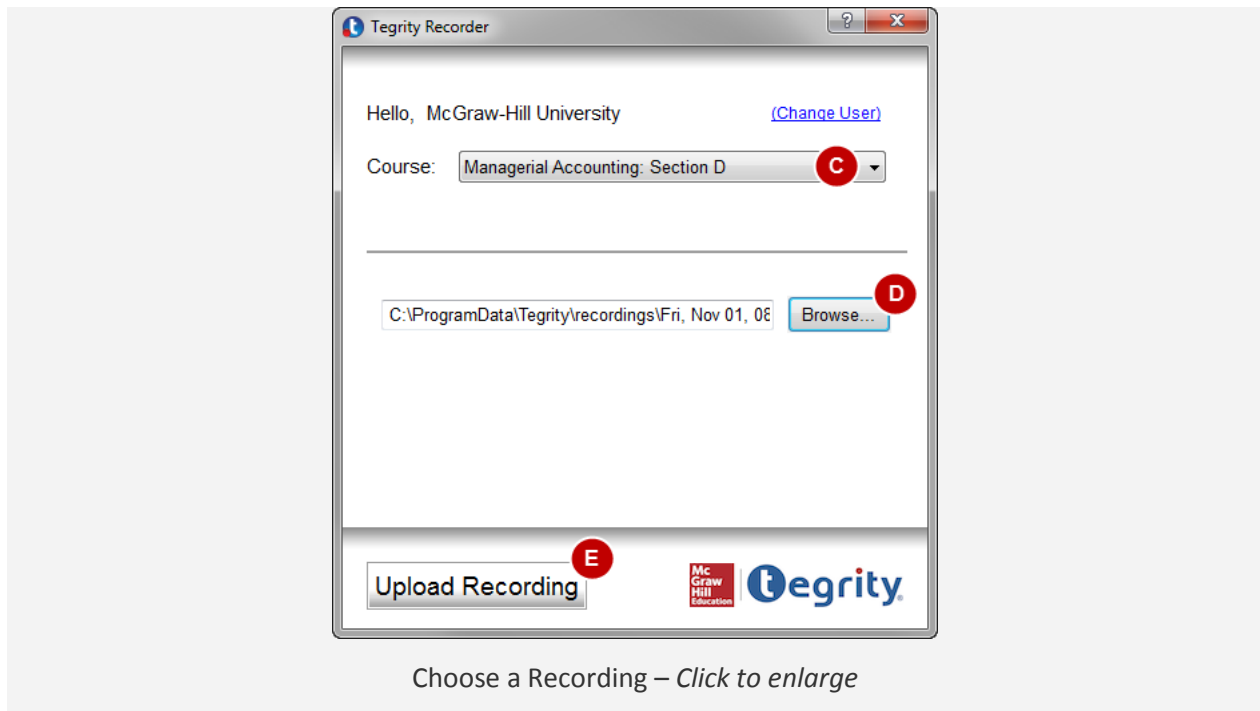 Tegrity Recorder
Hello, McGraw-Hill University (Change User)
Course: Managerial Accounting: Section D C
D
C:\ProgramData\Tegrity\recordings\Fri, Nov 01, 08 Browse...
E
Upload Recording
Mc
Graw
Hill
Education
tegrity
Choose a Recording – Click to enlarge